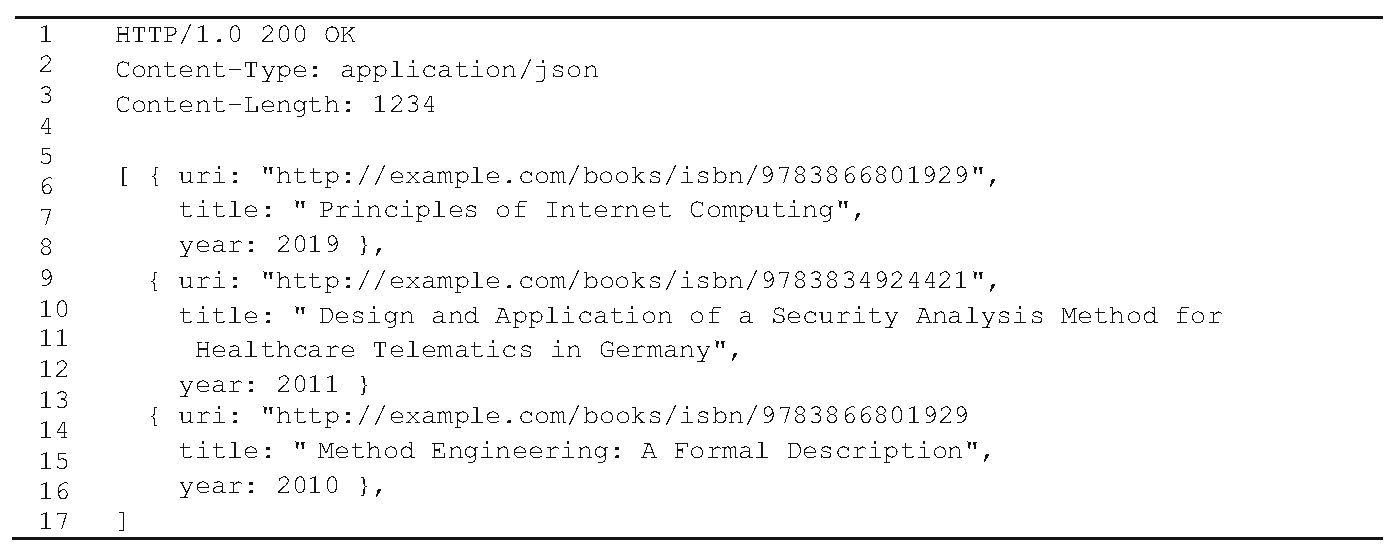 1 HTTP/1.0 200 OK
2 Content-Type: application/json
3 Content-Length: 1234
4
5
6 [ { uri: "http://example.com/books/isbn/9783866801929",
7 title: " Principles of Internet Computing",
8 year: 2019 },
9 { uri: "http://example.com/books/isbn/9783834924421",
10 title: " Design and Application of a Security Analysis Method for
11 Healthcare Telematics in Germany",
12 year: 2011 }
13 { uri: "http://example.com/books/isbn/9783866801929
14 title: " Method Engineering: A Formal Description",
15
16 year: 2010 },
17 ]